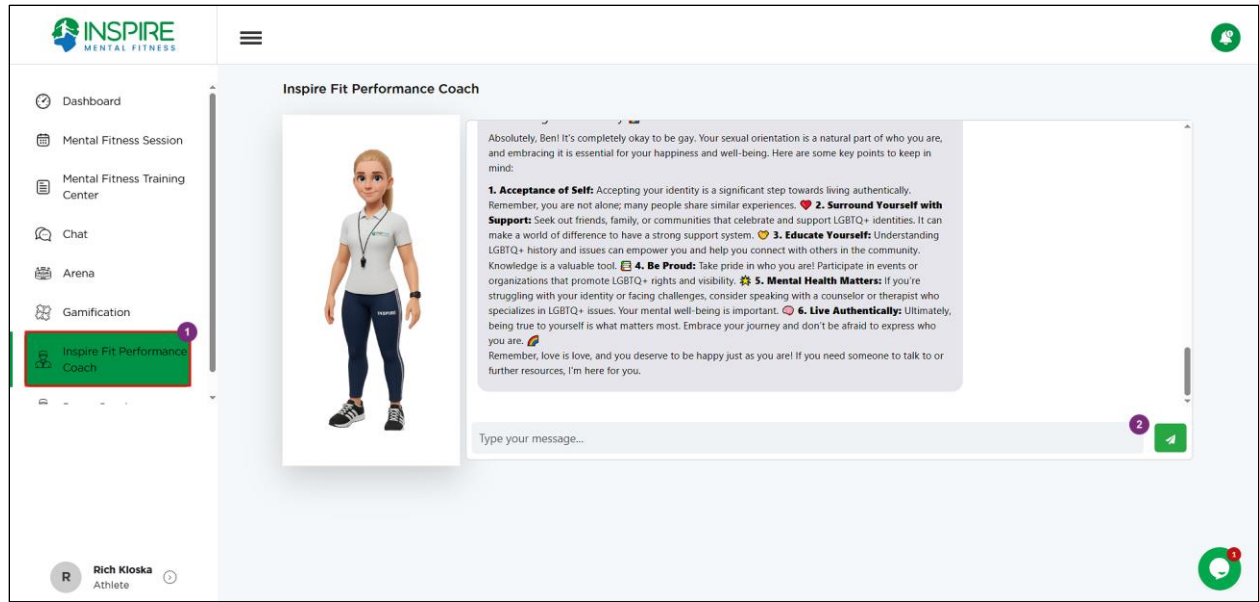 INSPIRE
MENTAL FITNESS
Dashboard
Mental Fitness Session
Mental Fitness Training
Center
Chat
Arena
Gamification
1
Inspire Fit Performance
Coach
Rich Kloska
R
Athlete
Inspire Fit Performance Coach
Absolutely, Ben! It's completely okay to be gay. Your sexual orientation is a natural part of who you are,
and embracing it is essential for your happiness and well-being. Here are some key points to keep in
mind:
1. Acceptance of Self: Accepting your identity is a significant step towards living authentically.
Remember, you are not alone; many people share similar experiences. ❤️ 2. Surround Yourself with
Support: Seek out friends, family, or communities that celebrate and support LGBTQ+ identities. It can
make a world of difference to have a strong support system. 💛 3. Educate Yourself: Understanding
LGBTQ+ history and issues can empower you and help you connect with others in the community.
Knowledge is a valuable tool. 📚 4. Be Proud: Take pride in who you are! Participate in events or
organizations that promote LGBTQ+ rights and visibility. 🌟 5. Mental Health Matters: If you're
struggling with your identity or facing challenges, consider speaking with a counselor or therapist who
specializes in LGBTQ+ issues. Your mental well-being is important. 🧠 6. Live Authentically: Ultimately,
being true to yourself is what matters most. Embrace your journey and don't be afraid to express who
you are. 🌈
Remember, love is love, and you deserve to be happy just as you are! If you need someone to talk to or
further resources, I'm here for you.
Type your message...
2
INSPIRE
1